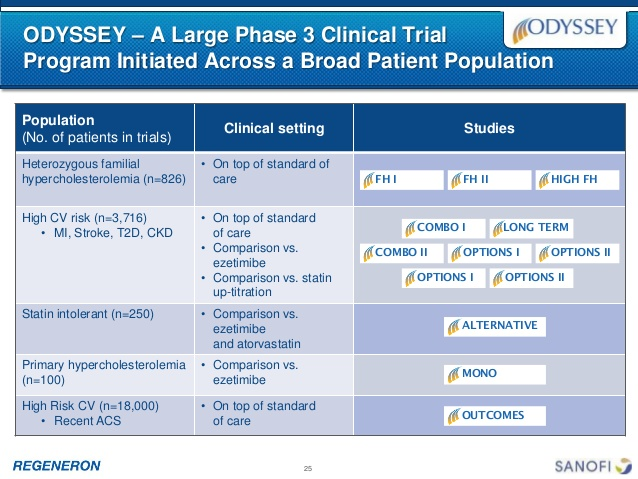 ODYSSEY – A Large Phase 3 Clinical Trial
Program Initiated Across a Broad Patient Population
ODYSSEY
Population
(No. of patients in trials)
Clinical setting
Studies
Heterozygous familial
hypercholesterolemia (n=826)
• On top of standard of
care
FH I
FH II
HIGH FH
High CV risk (n=3,716)
• MI, Stroke, T2D, CKD
• On top of standard
of care
• Comparison vs.
ezetimibe
• Comparison vs. statin
up-titration
COMBO I
LONG TERM
COMBO II
OPTIONS I
OPTIONS II
OPTIONS I
OPTIONS II
Statin intolerant (n=250)
• Comparison vs.
ezetimibe
and atorvastatin
ALTERNATIVE
Primary hypercholesterolemia
(n=100)
• Comparison vs.
ezetimibe
MONO
High Risk CV (n=18,000)
• Recent ACS
• On top of standard
of care
OUTCOMES
REGENERON
25
SANOFI